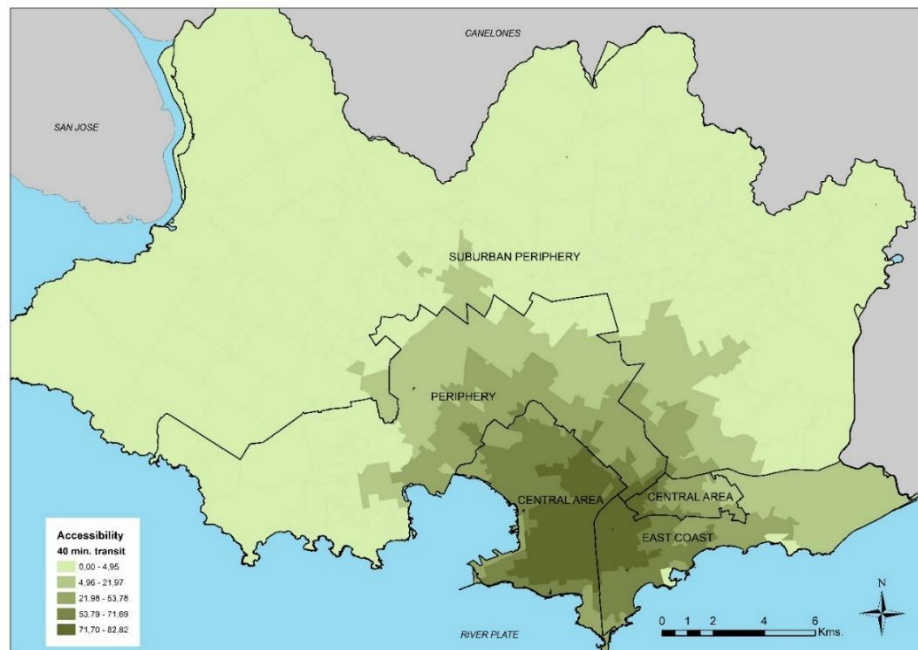 CANELONES
SAN JOSE
SUBURBAN PERIPHERY
PERIPHERY
CENTRAL AREA
CENTRAL AREA
EAST COAST
RIVER PLATE
Accessibility
40 min. transit
0,00 - 4,95
4,96 - 21,97
21,98 - 53,78
53,79 - 71,69
71,70 - 82,82
N
0 1 2 4 6
Kms.